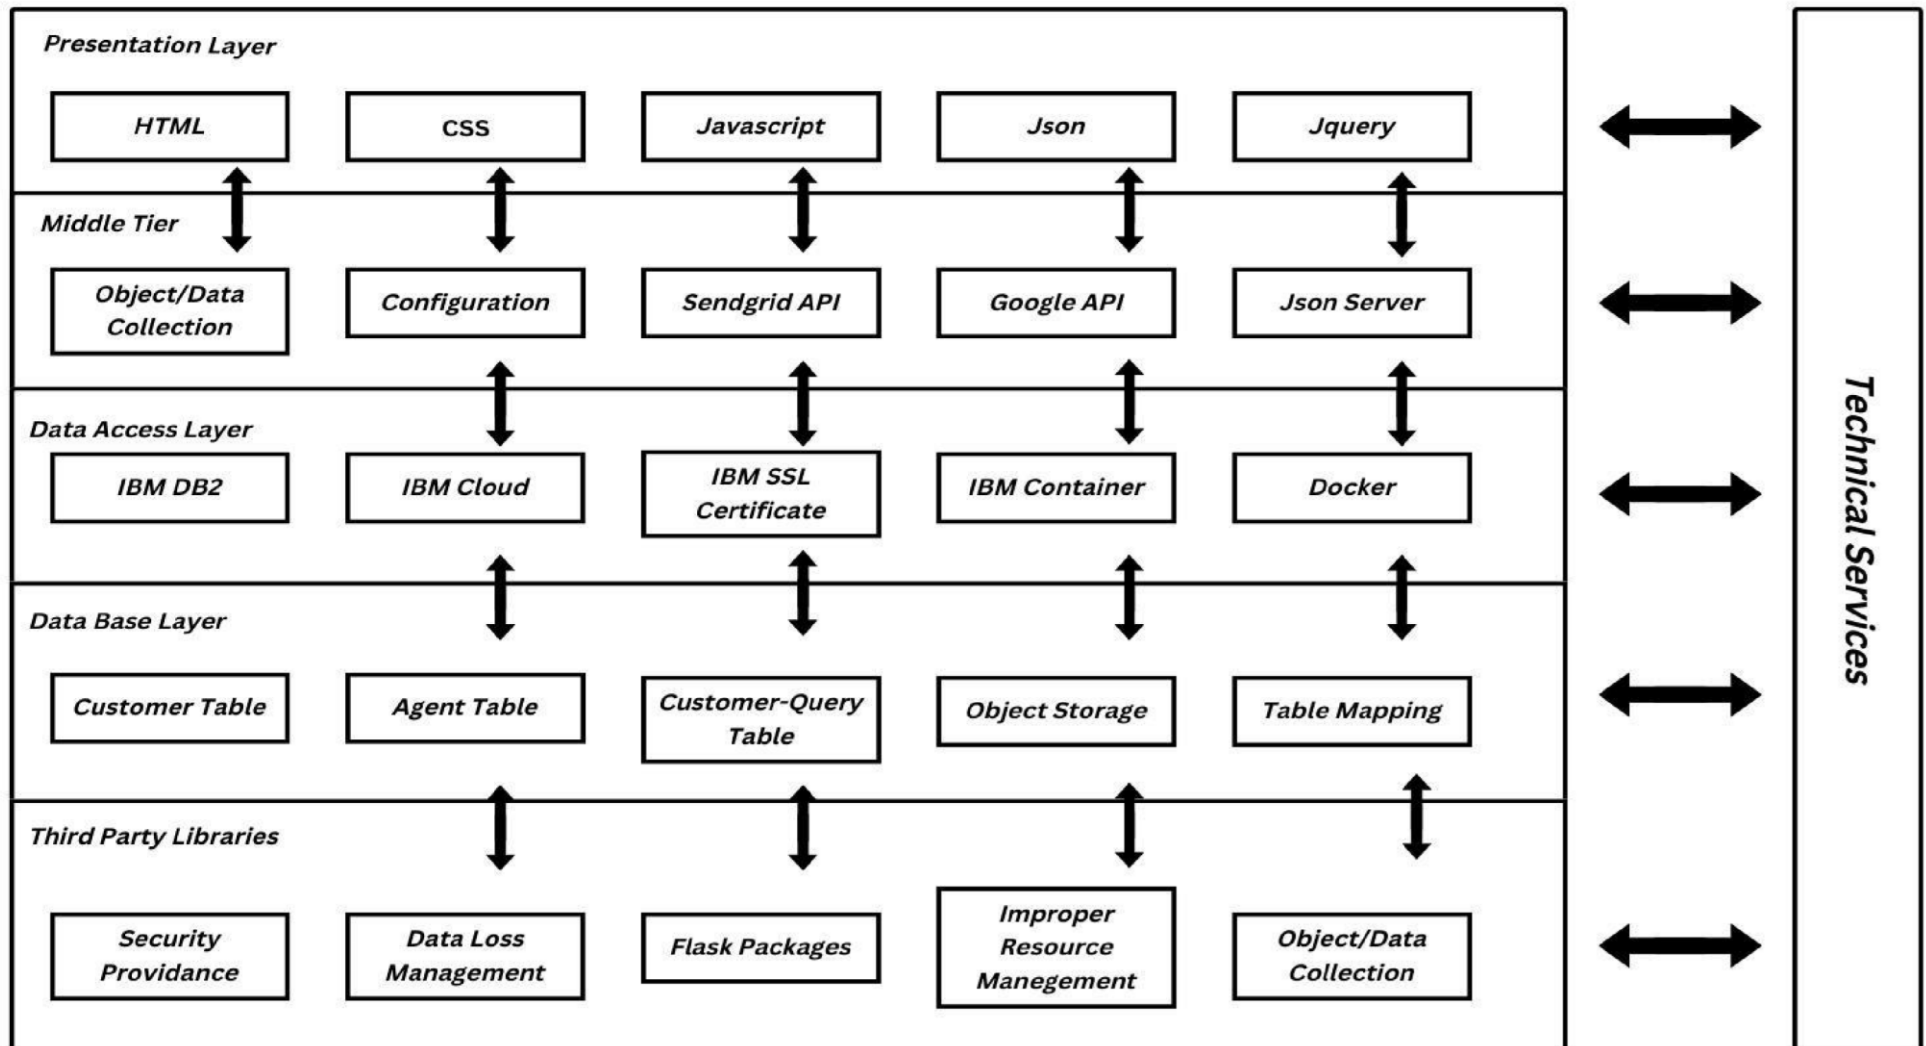 Presentation Layer
HTML
CSS
Javascript
Json
Jquery
Middle Tier
Object/Data
Collection
Configuration
Sendgrid API
Google API
Json Server
Data Access Layer
IBM DB2
IBM Cloud
IBM SSL
Certificate
IBM Container
Docker
Data Base Layer
Customer Table
Agent Table
Customer-Query
Table
Object Storage
Table Mapping
Third Party Libraries
Security
Providance
Data Loss
Management
Flask Packages
Improper
Resource
Manegement
Object/Data
Collection
Technical Services